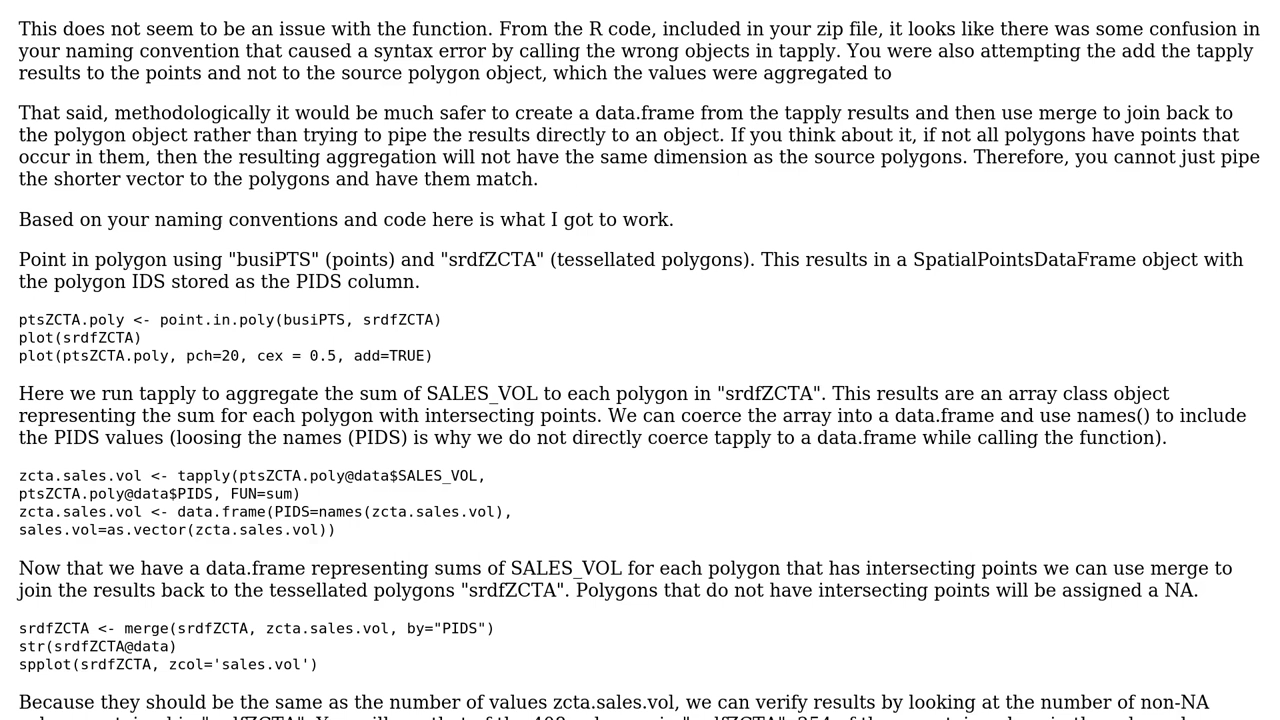 This does not seem to be an issue with the function. From the R code, included in your zip file, it looks like there was some confusion in
your naming convention that caused a syntax error by calling the wrong objects in tapply. You were also attempting the add the tapply
results to the points and not to the source polygon object, which the values were aggregated to
That said, methodologically it would be much safer to create a data.frame from the tapply results and then use merge to join back to
the polygon object rather than trying to pipe the results directly to an object. If you think about it, if not all polygons have points that
occur in them, then the resulting aggregation will not have the same dimension as the source polygons. Therefore, you cannot just pipe
the shorter vector to the polygons and have them match.
Based on your naming conventions and code here is what I got to work.
Point in polygon using "busiPTS" (points) and "srdfZCTA" (tessellated polygons). This results in a SpatialPointsDataFrame object with
the polygon IDS stored as the PIDS column.
ptsZCTA.poly <- point.in.poly(busiPTS, srdfZCTA)
plot(srdfZCTA)
plot(ptsZCTA.poly, pch=20, cex = 0.5, add=TRUE)
Here we run tapply to aggregate the sum of SALES_VOL to each polygon in "srdfZCTA". This results are an array class object
representing the sum for each polygon with intersecting points. We can coerce the array into a data.frame and use names() to include
the PIDS values (loosing the names (PIDS) is why we do not directly coerce tapply to a data.frame while calling the function).
zcta.sales.vol <- tapply(ptsZCTA.poly@data$SALES_VOL,
ptsZCTA.poly@data$PIDS, FUN=sum)
zcta.sales.vol <- data.frame(PIDS=names(zcta.sales.vol),
sales.vol=as.vector(zcta.sales.vol))
Now that we have a data.frame representing sums of SALES_VOL for each polygon that has intersecting points we can use merge to
join the results back to the tessellated polygons "srdfZCTA". Polygons that do not have intersecting points will be assigned a NA.
srdfZCTA <- merge(srdfZCTA, zcta.sales.vol, by="PIDS")
str(srdfZCTA@data)
spplot(srdfZCTA, zcol='sales.vol')
Because they should be the same as the number of values zcta.sales.vol, we can verify results by looking at the number of non-NA